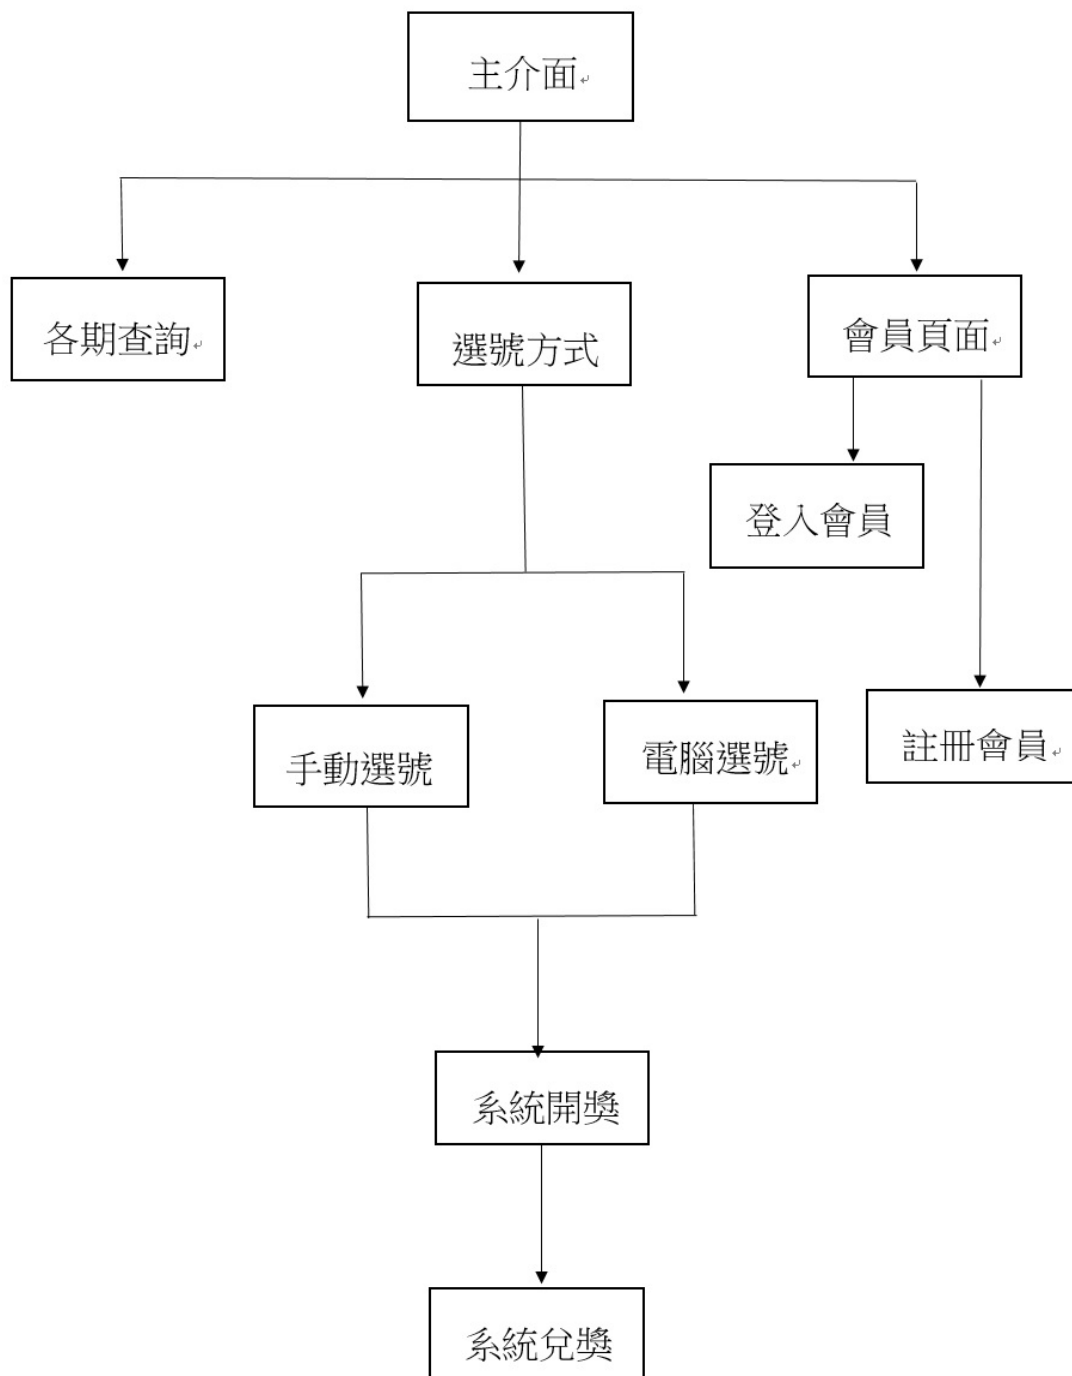 主介面
各期查詢
選號方式
會員頁面
登入會員
手動選號
電腦選號
註冊會員
系統開獎
系統兌獎